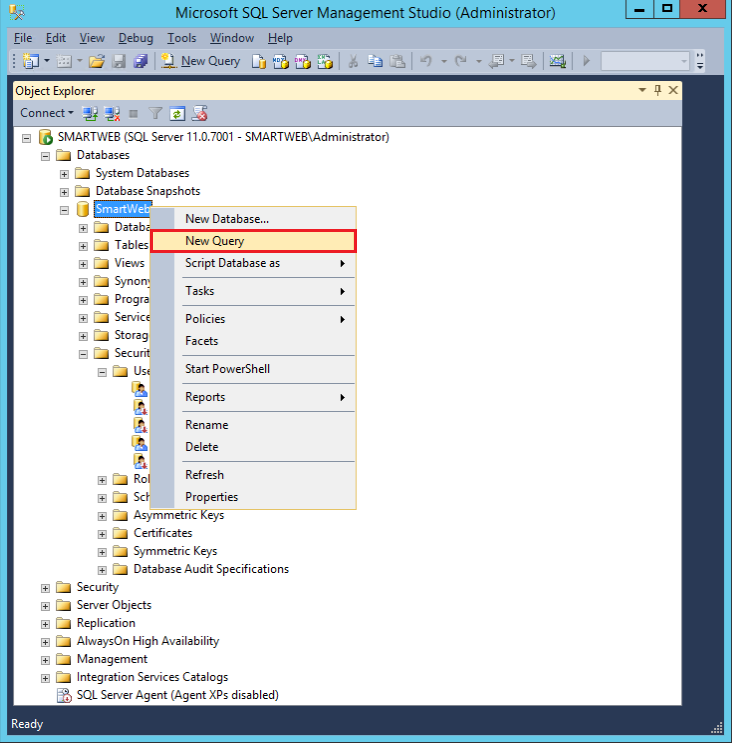 Microsoft SQL Server Management Studio (Administrator)
File Edit View Debug Tools Window Help
New Query
Object Explorer
Connect
SMARTWEB (SQL Server 11.0.7001 - SMARTWEB\Administrator)
Databases
System Databases
Database Snapshots
SmartWeb
New Database...
Databa
New Query
Tables
Script Database as
Views
Synony
Tasks
Progra
Policies
Service
Facets
Storag
Securit
Start PowerShell
Use
Reports
Rename
Delete
Refresh
Rol
Properties
Sch
Asymmetric Keys
Certificates
Symmetric Keys
Database Audit Specifications
Security
Server Objects
Replication
AlwaysOn High Availability
Management
Integration Services Catalogs
SQL Server Agent (Agent XPs disabled)
Ready